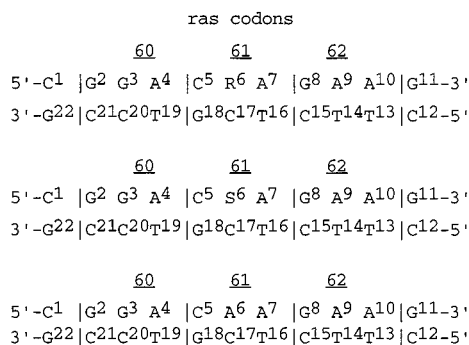 ras codons
60 61 62
5'-C¹ |G² G³ A⁴ |C⁵ R⁶ A⁷ |G⁸ A⁹ A¹⁰|G¹¹-3'
3'-G²²|C²¹C²⁰T¹⁹|G¹⁸C¹⁷T¹⁶|C¹⁵T¹⁴T¹³|C¹²-5'
60 61 62
5'-C¹ |G² G³ A⁴ |C⁵ S⁶ A⁷ |G⁸ A⁹ A¹⁰|G¹¹-3'
3'-G²²|C²¹C²⁰T¹⁹|G¹⁸C¹⁷T¹⁶|C¹⁵T¹⁴T¹³|C¹²-5'
60 61 62
5'-C¹ |G² G³ A⁴ |C⁵ A⁶ A⁷ |G⁸ A⁹ A¹⁰|G¹¹-3'
3'-G²²|C²¹C²⁰T¹⁹|G¹⁸C¹⁷T¹⁶|C¹⁵T¹⁴T¹³|C¹²-5'